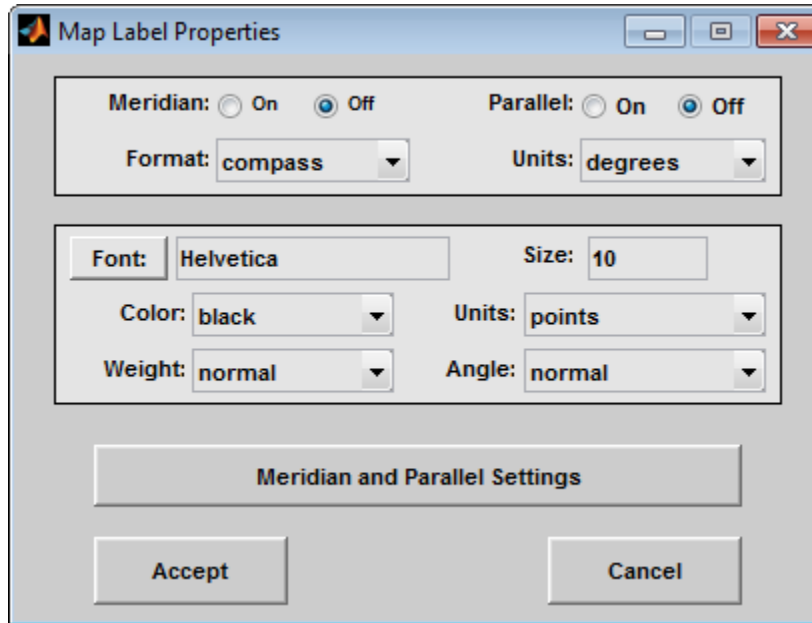 Map Label Properties
Meridian: On Off Parallel: On Off
Format: compass Units: degrees
Font: Helvetica Size: 10
Color: black Units: points
Weight: normal Angle: normal
Meridian and Parallel Settings
Accept Cancel